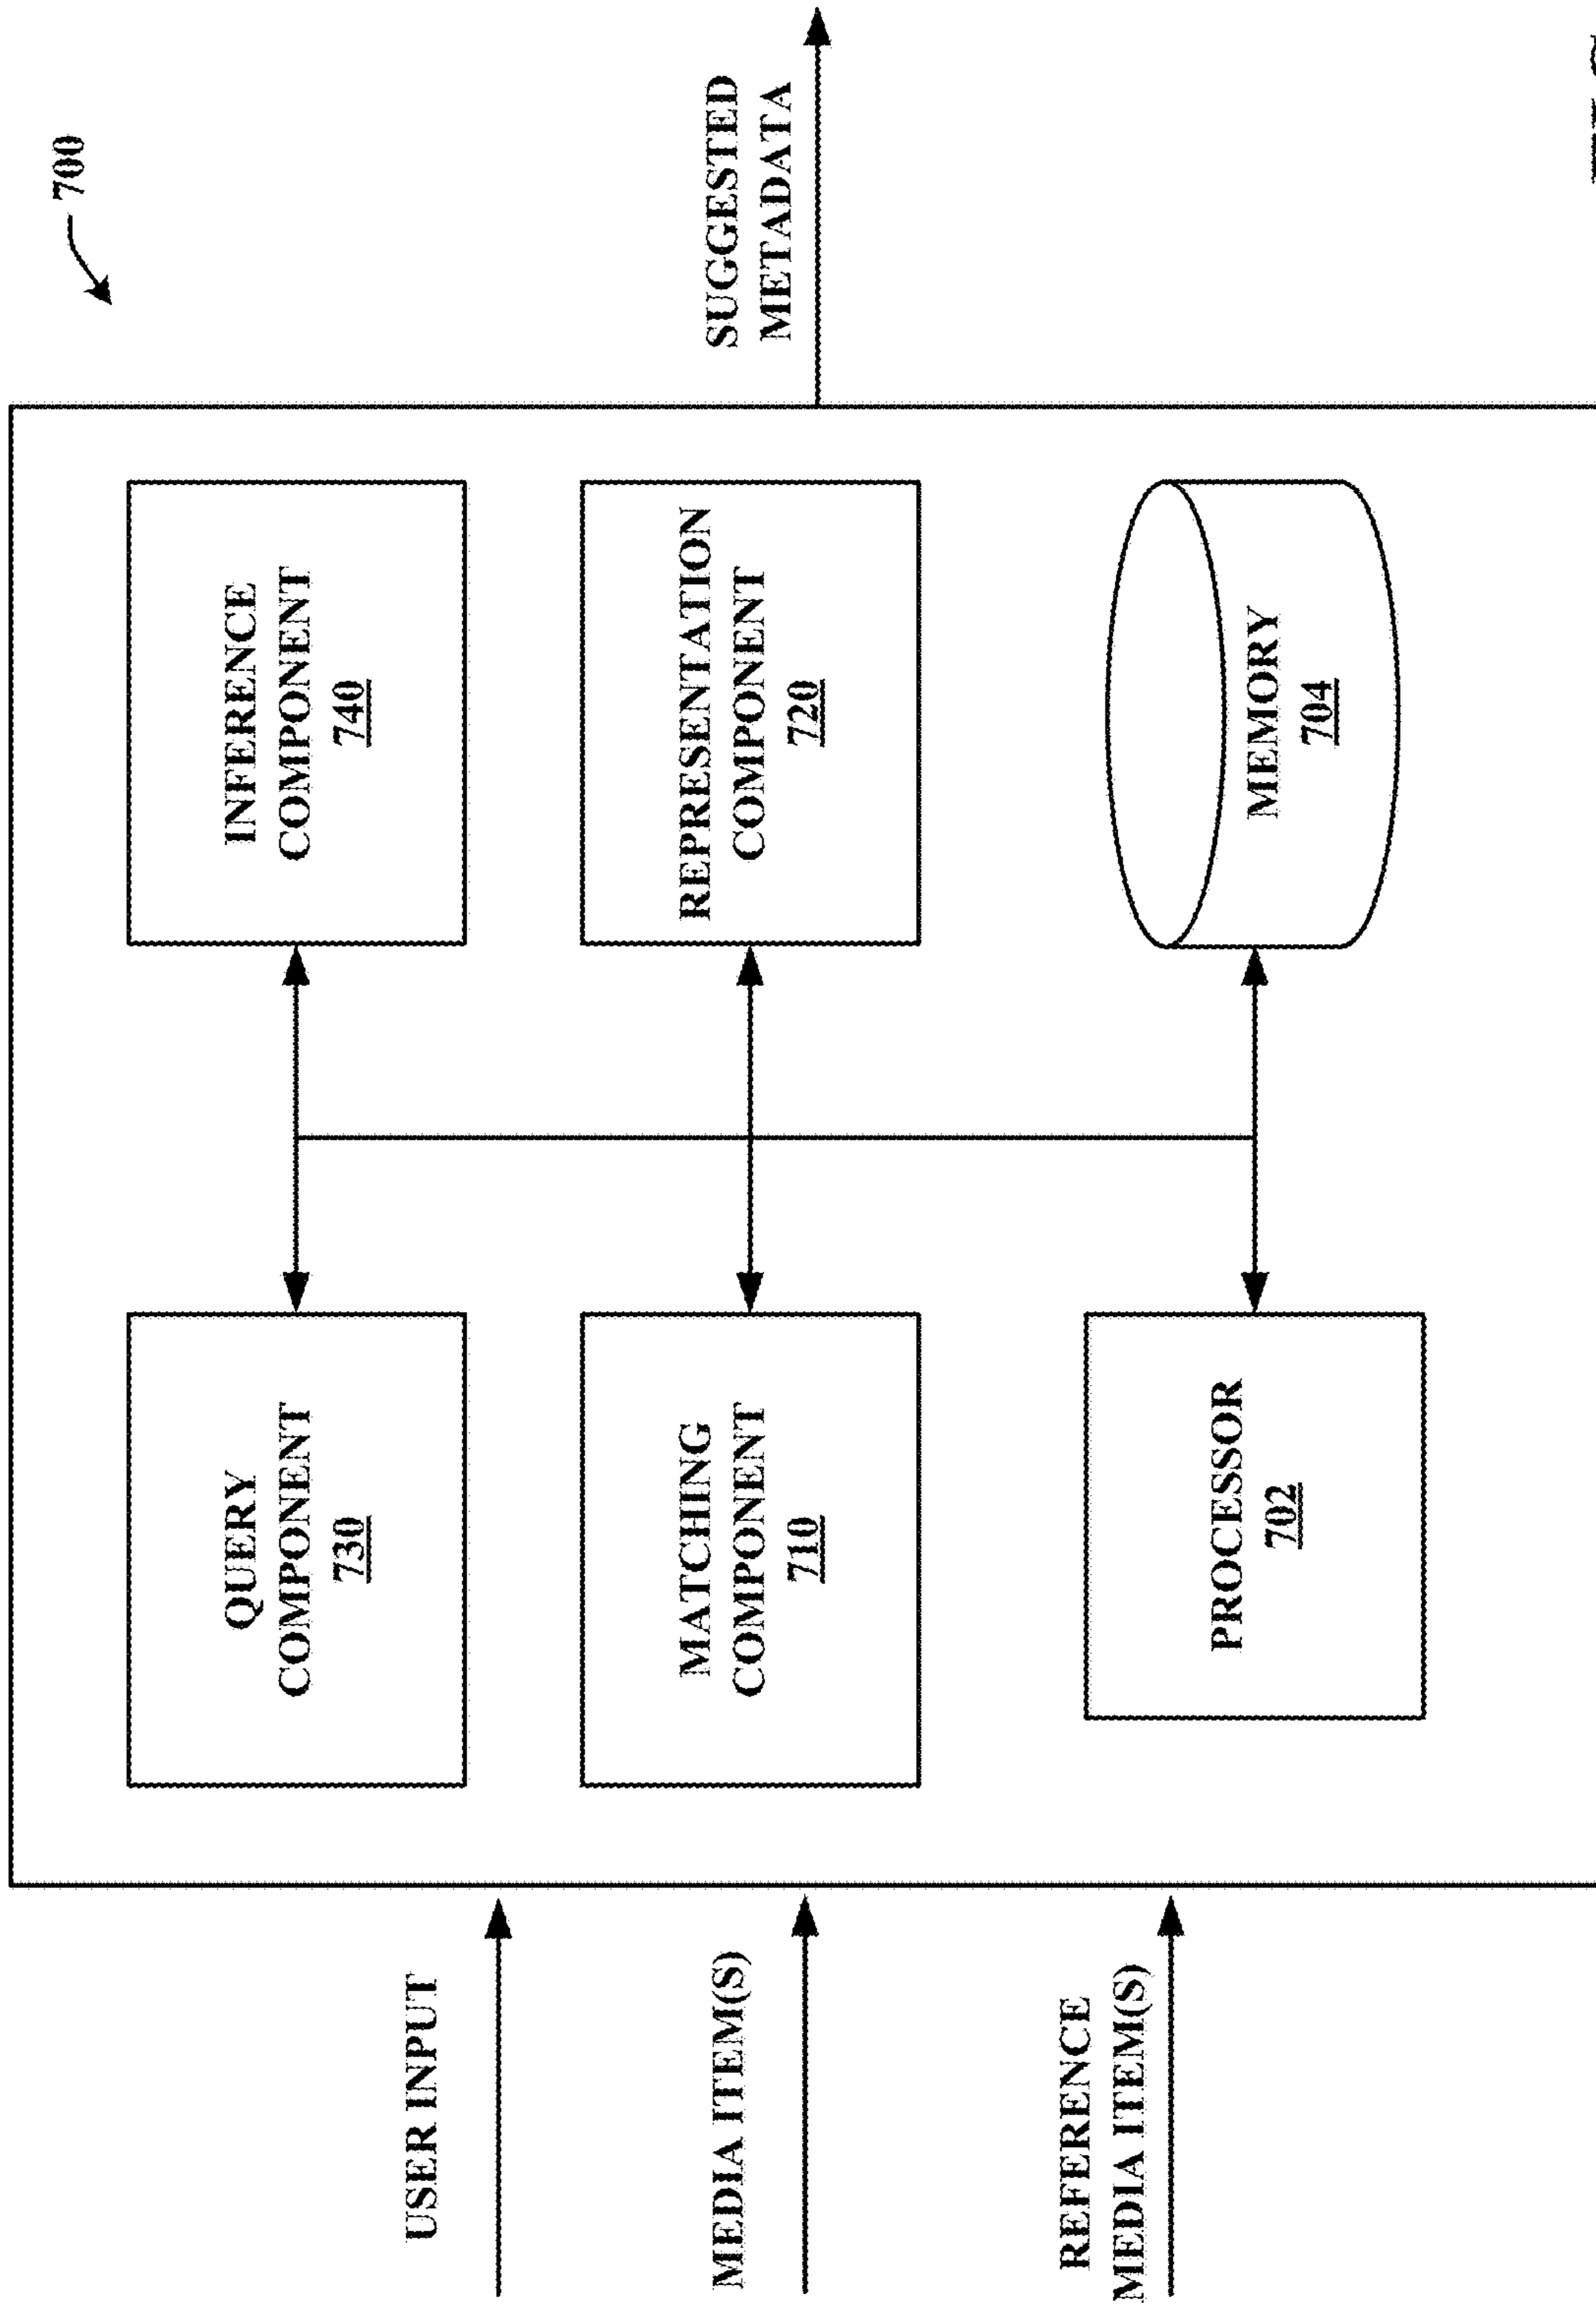 700
USER INPUT
MEDIA ITEM(S)
REFERENCE
MEDIA ITEM(S)
QUERY
COMPONENT
730
INFERENCE
COMPONENT
740
MATCHING
COMPONENT
710
REPRESENTATION
COMPONENT
720
PROCESSOR
702
MEMORY
704
SUGGESTED
METADATA